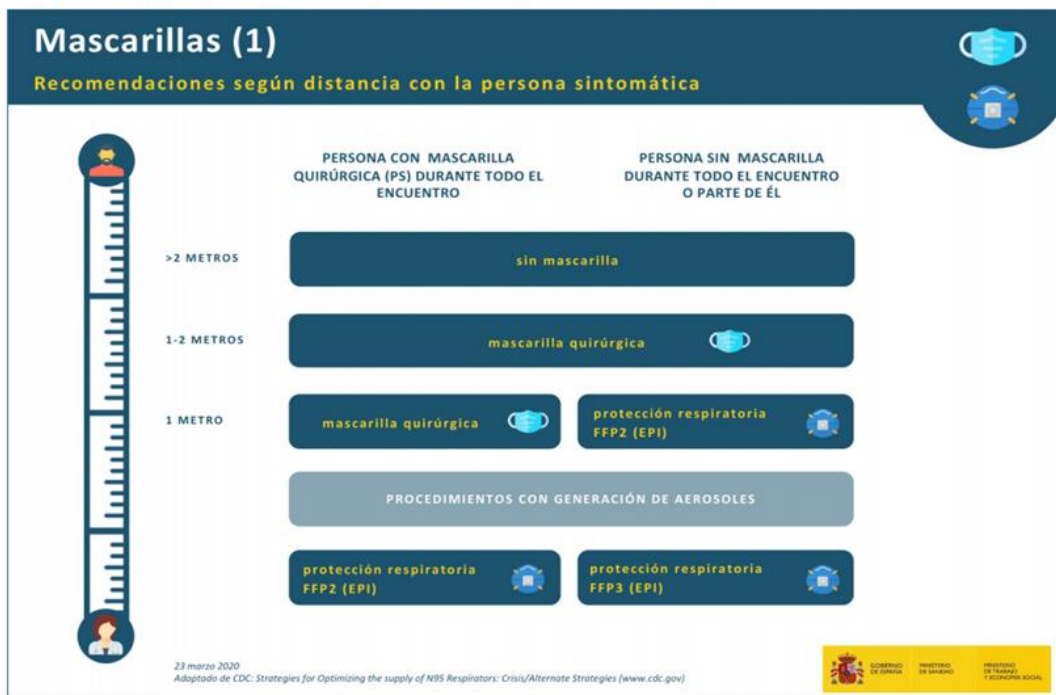 Mascarillas (1)
Recomendaciones según distancia con la persona sintomática
PERSONA CON MASCARILLA
QUIRÚRGICA (PS) DURANTE TODO EL
ENCUENTRO
PERSONA SIN MASCARILLA
DURANTE TODO EL ENCUENTRO
O PARTE DE ÉL
>2 METROS
sin mascarilla
1-2 METROS
mascarilla quirúrgica
1 METRO
mascarilla quirúrgica
protección respiratoria
FFP2 (EPI)
PROCEDIMIENTOS CON GENERACIÓN DE AEROSOLES
protección respiratoria
FFP2 (EPI)
protección respiratoria
FFP3 (EPI)
23 marzo 2020
Adaptado de CDC: Strategies for Optimizing the supply of N95 Respirators: Crisis/Alternate Strategies (www.cdc.gov)
GOBIERNO
DE ESPAÑA
MINISTERIO
DE SANIDAD
MINISTERIO
DE TRABAJO
Y ECONOMÍA SOCIAL